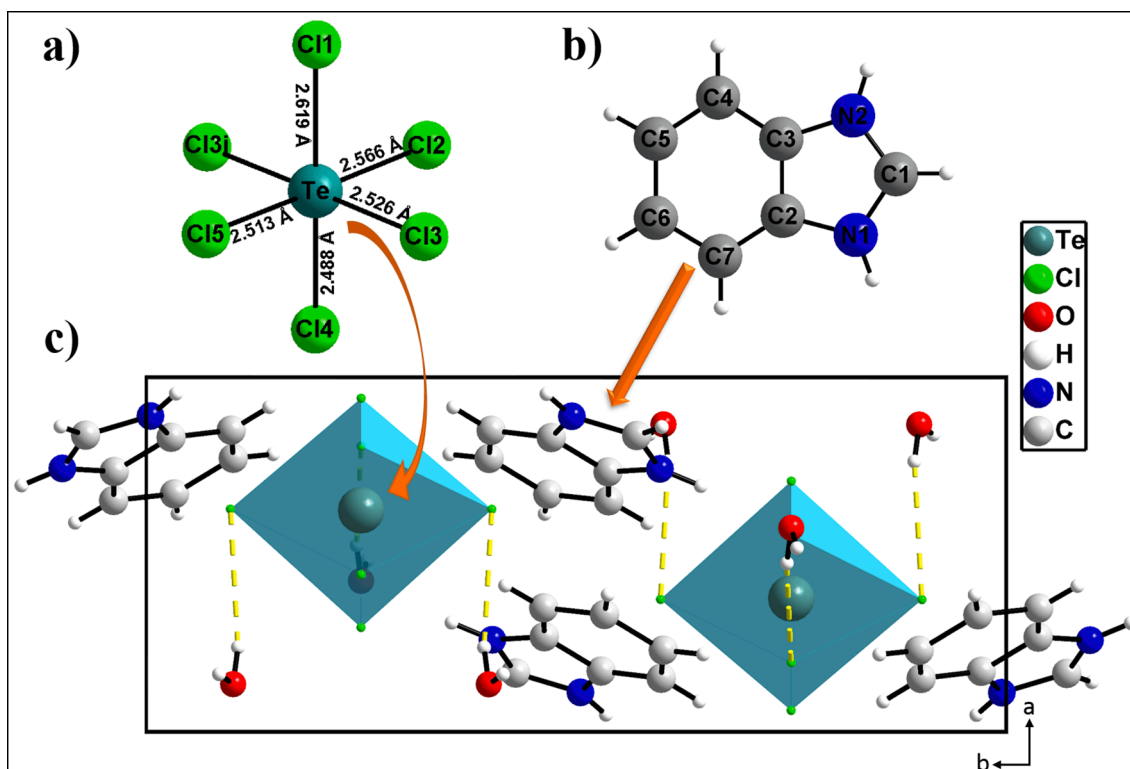 a)
Cl1
2.619 Å
Cl3i
Cl2
2.566 Å
Te
2.526 Å
Cl5
2.513 Å
Cl3
2.488 A
Cl4
b)
C4
N2
C5
C3
C1
C6
C2
N1
C7
Te
Cl
O
H
N
C
c)
a
b